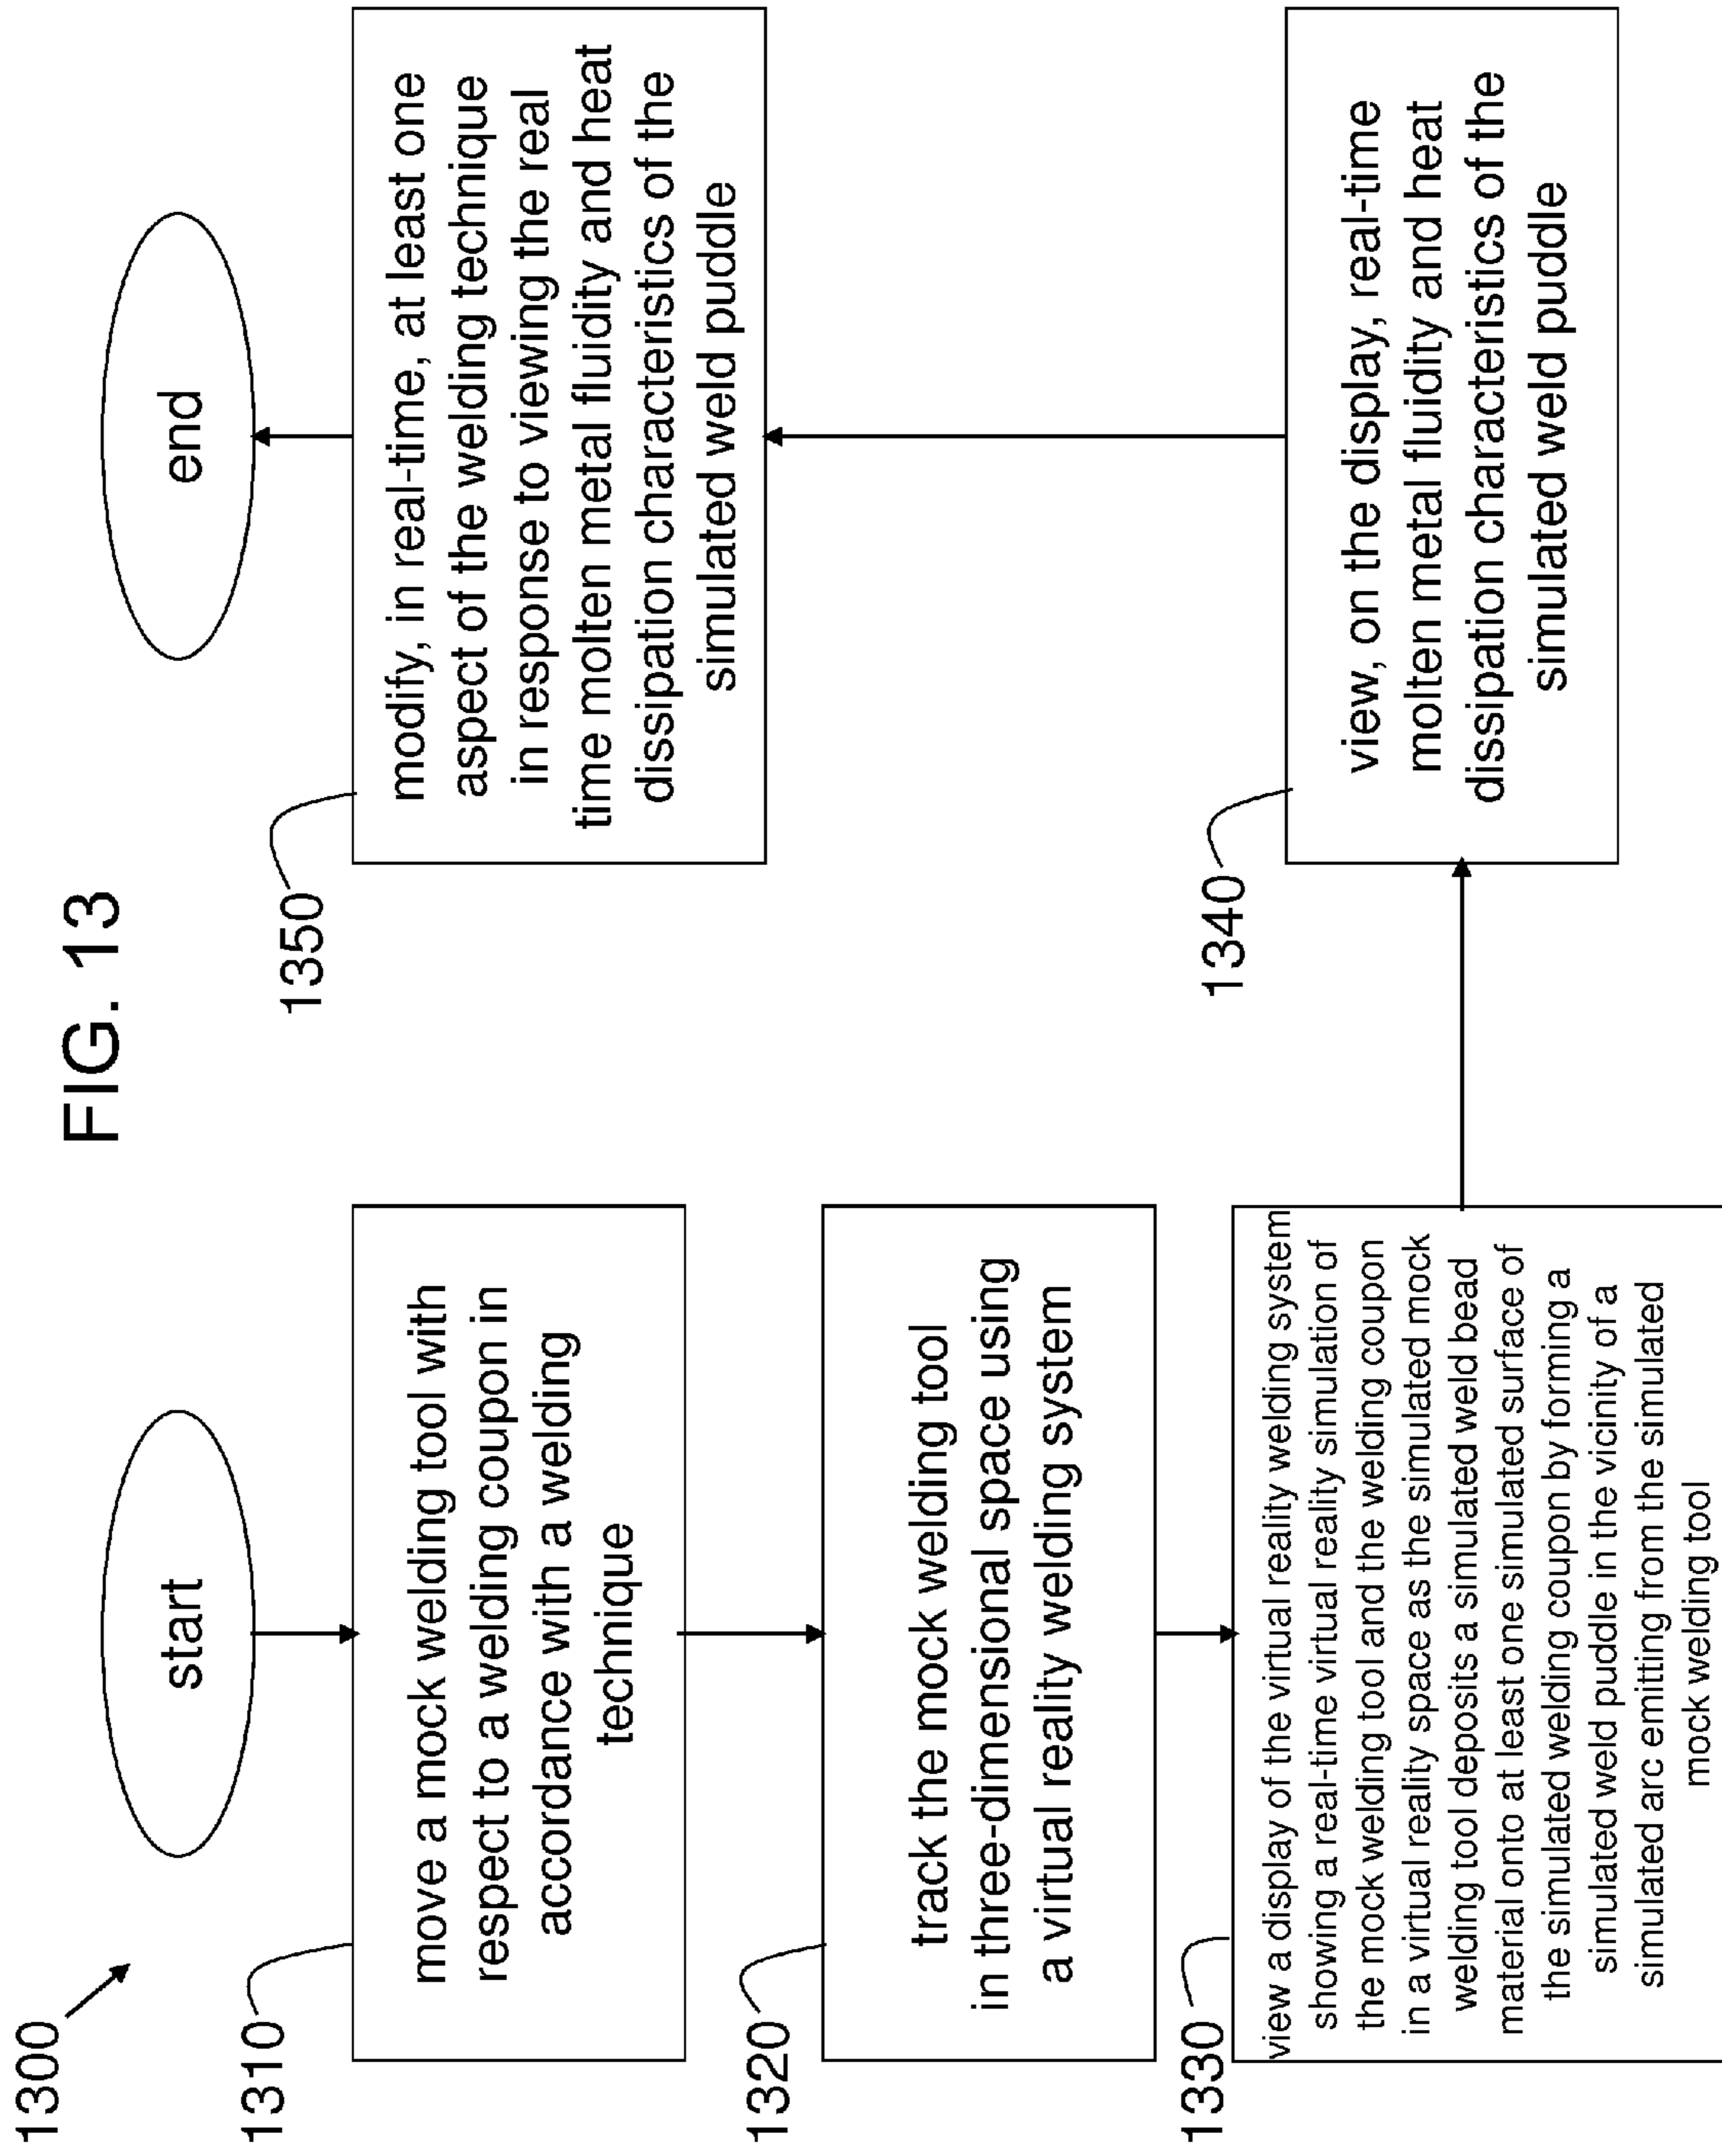 FIG. 13
1300
start
1310
move a mock welding tool with
respect to a welding coupon in
accordance with a welding
technique
1320
track the mock welding tool
in three-dimensional space using
a virtual reality welding system
1330
view a display of the virtual reality welding system
showing a real-time virtual reality simulation of
the mock welding tool and the welding coupon
in a virtual reality space as the simulated mock
welding tool deposits a simulated weld bead
material onto at least one simulated surface of
the simulated welding coupon by forming a
simulated weld puddle in the vicinity of a
simulated arc emitting from the simulated
mock welding tool
1340
view, on the display, real-time
molten metal fluidity and heat
dissipation characteristics of the
simulated weld puddle
1350
modify, in real-time, at least one
aspect of the welding technique
in response to viewing the real
time molten metal fluidity and heat
dissipation characteristics of the
simulated weld puddle
end